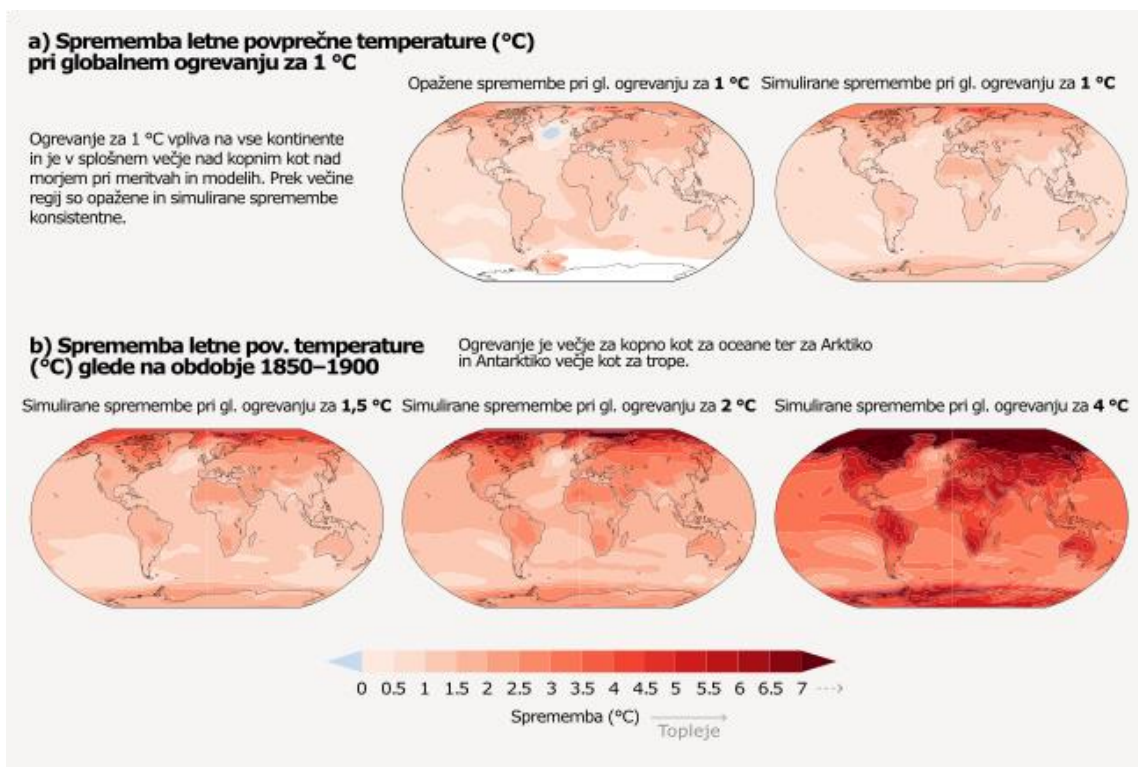 a) Sprememba letne povprečne temperature (°C)
pri globalnem ogrevanju za 1 °C
Opažene spremembe pri gl. ogrevanju za 1 °C
Simulirane spremembe pri gl. ogrevanju za 1 °C
Ogrevanje za 1 °C vpliva na vse kontinente
in je v splošnem večje nad kopnim kot nad
morjem pri meritvah in modelih. Prek večine
regij so opažene in simulirane spremembe
konsistentne.
b) Sprememba letne pov. temperature
(°C) glede na obdobje 1850–1900
Ogrevanje je večje za kopno kot za oceane ter za Arktiko
in Antarktiko večje kot za trope.
Simulirane spremembe pri gl. ogrevanju za 1,5 °C
Simulirane spremembe pri gl. ogrevanju za 2 °C
Simulirane spremembe pri gl. ogrevanju za 4 °C
0 0.5 1 1.5 2 2.5 3 3.5 4 4.5 5 5.5 6 6.5 7
Sprememba (°C)
Topleje